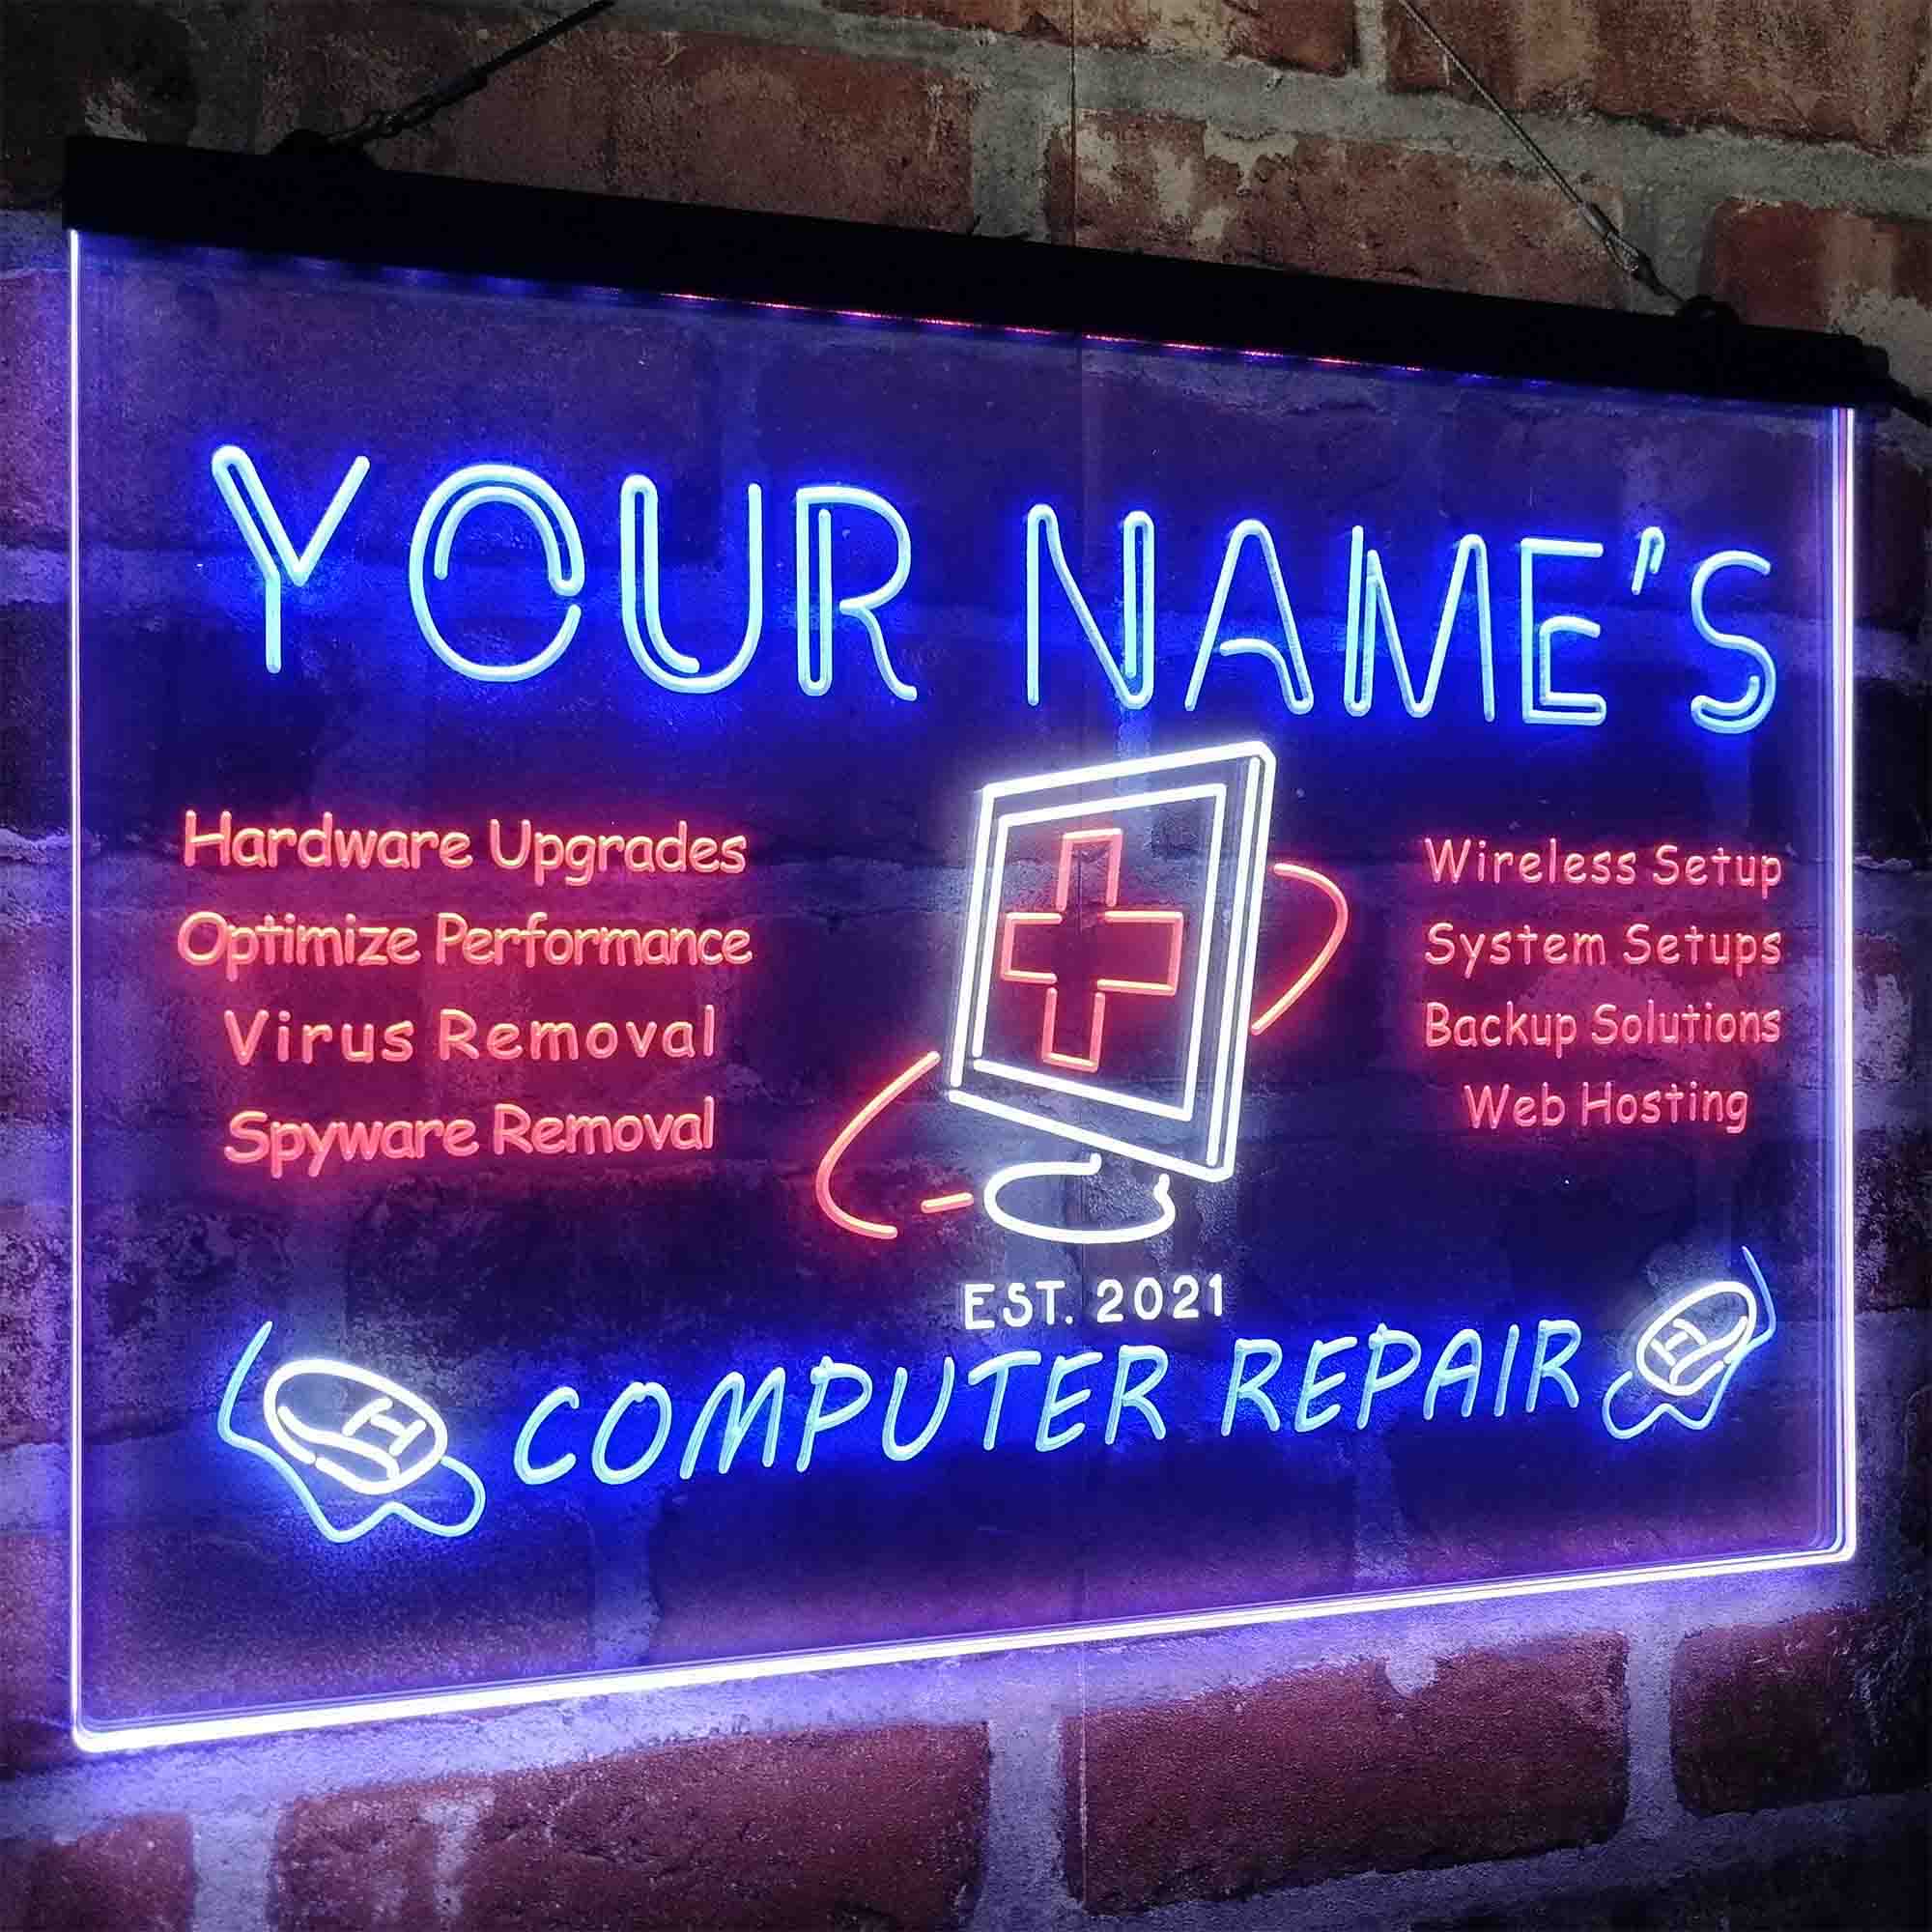 YOUR NAME'S
Hardware Upgrades
Optimize Performance
Virus Removal
Spyware Removal
Wireless Setup
System Setups
Backup Solutions
Web Hosting
EST. 2021
COMPUTER REPAIR